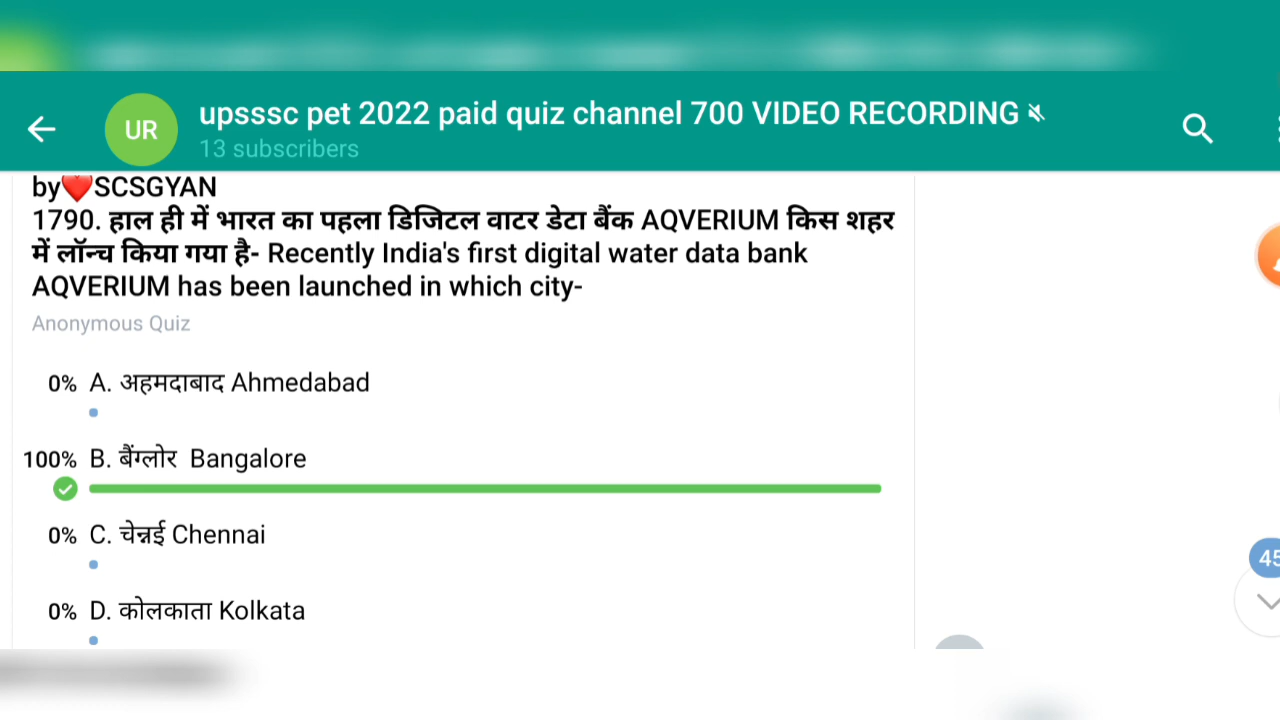 UR
upsssc pet 2022 paid quiz channel 700 VIDEO RECORDING
13 subscribers
by❤️SCSGYAN
1790. हाल ही में भारत का पहला डिजिटल वाटर डेटा बैंक AQVERIUM किस शहर
में लॉन्च किया गया है- Recently India's first digital water data bank
AQVERIUM has been launched in which city-
Anonymous Quiz
0% A. अहमदाबाद Ahmedabad
100% B. बैंग्लोर Bangalore
0% C. चेन्नई Chennai
0% D. कोलकाता Kolkata
45